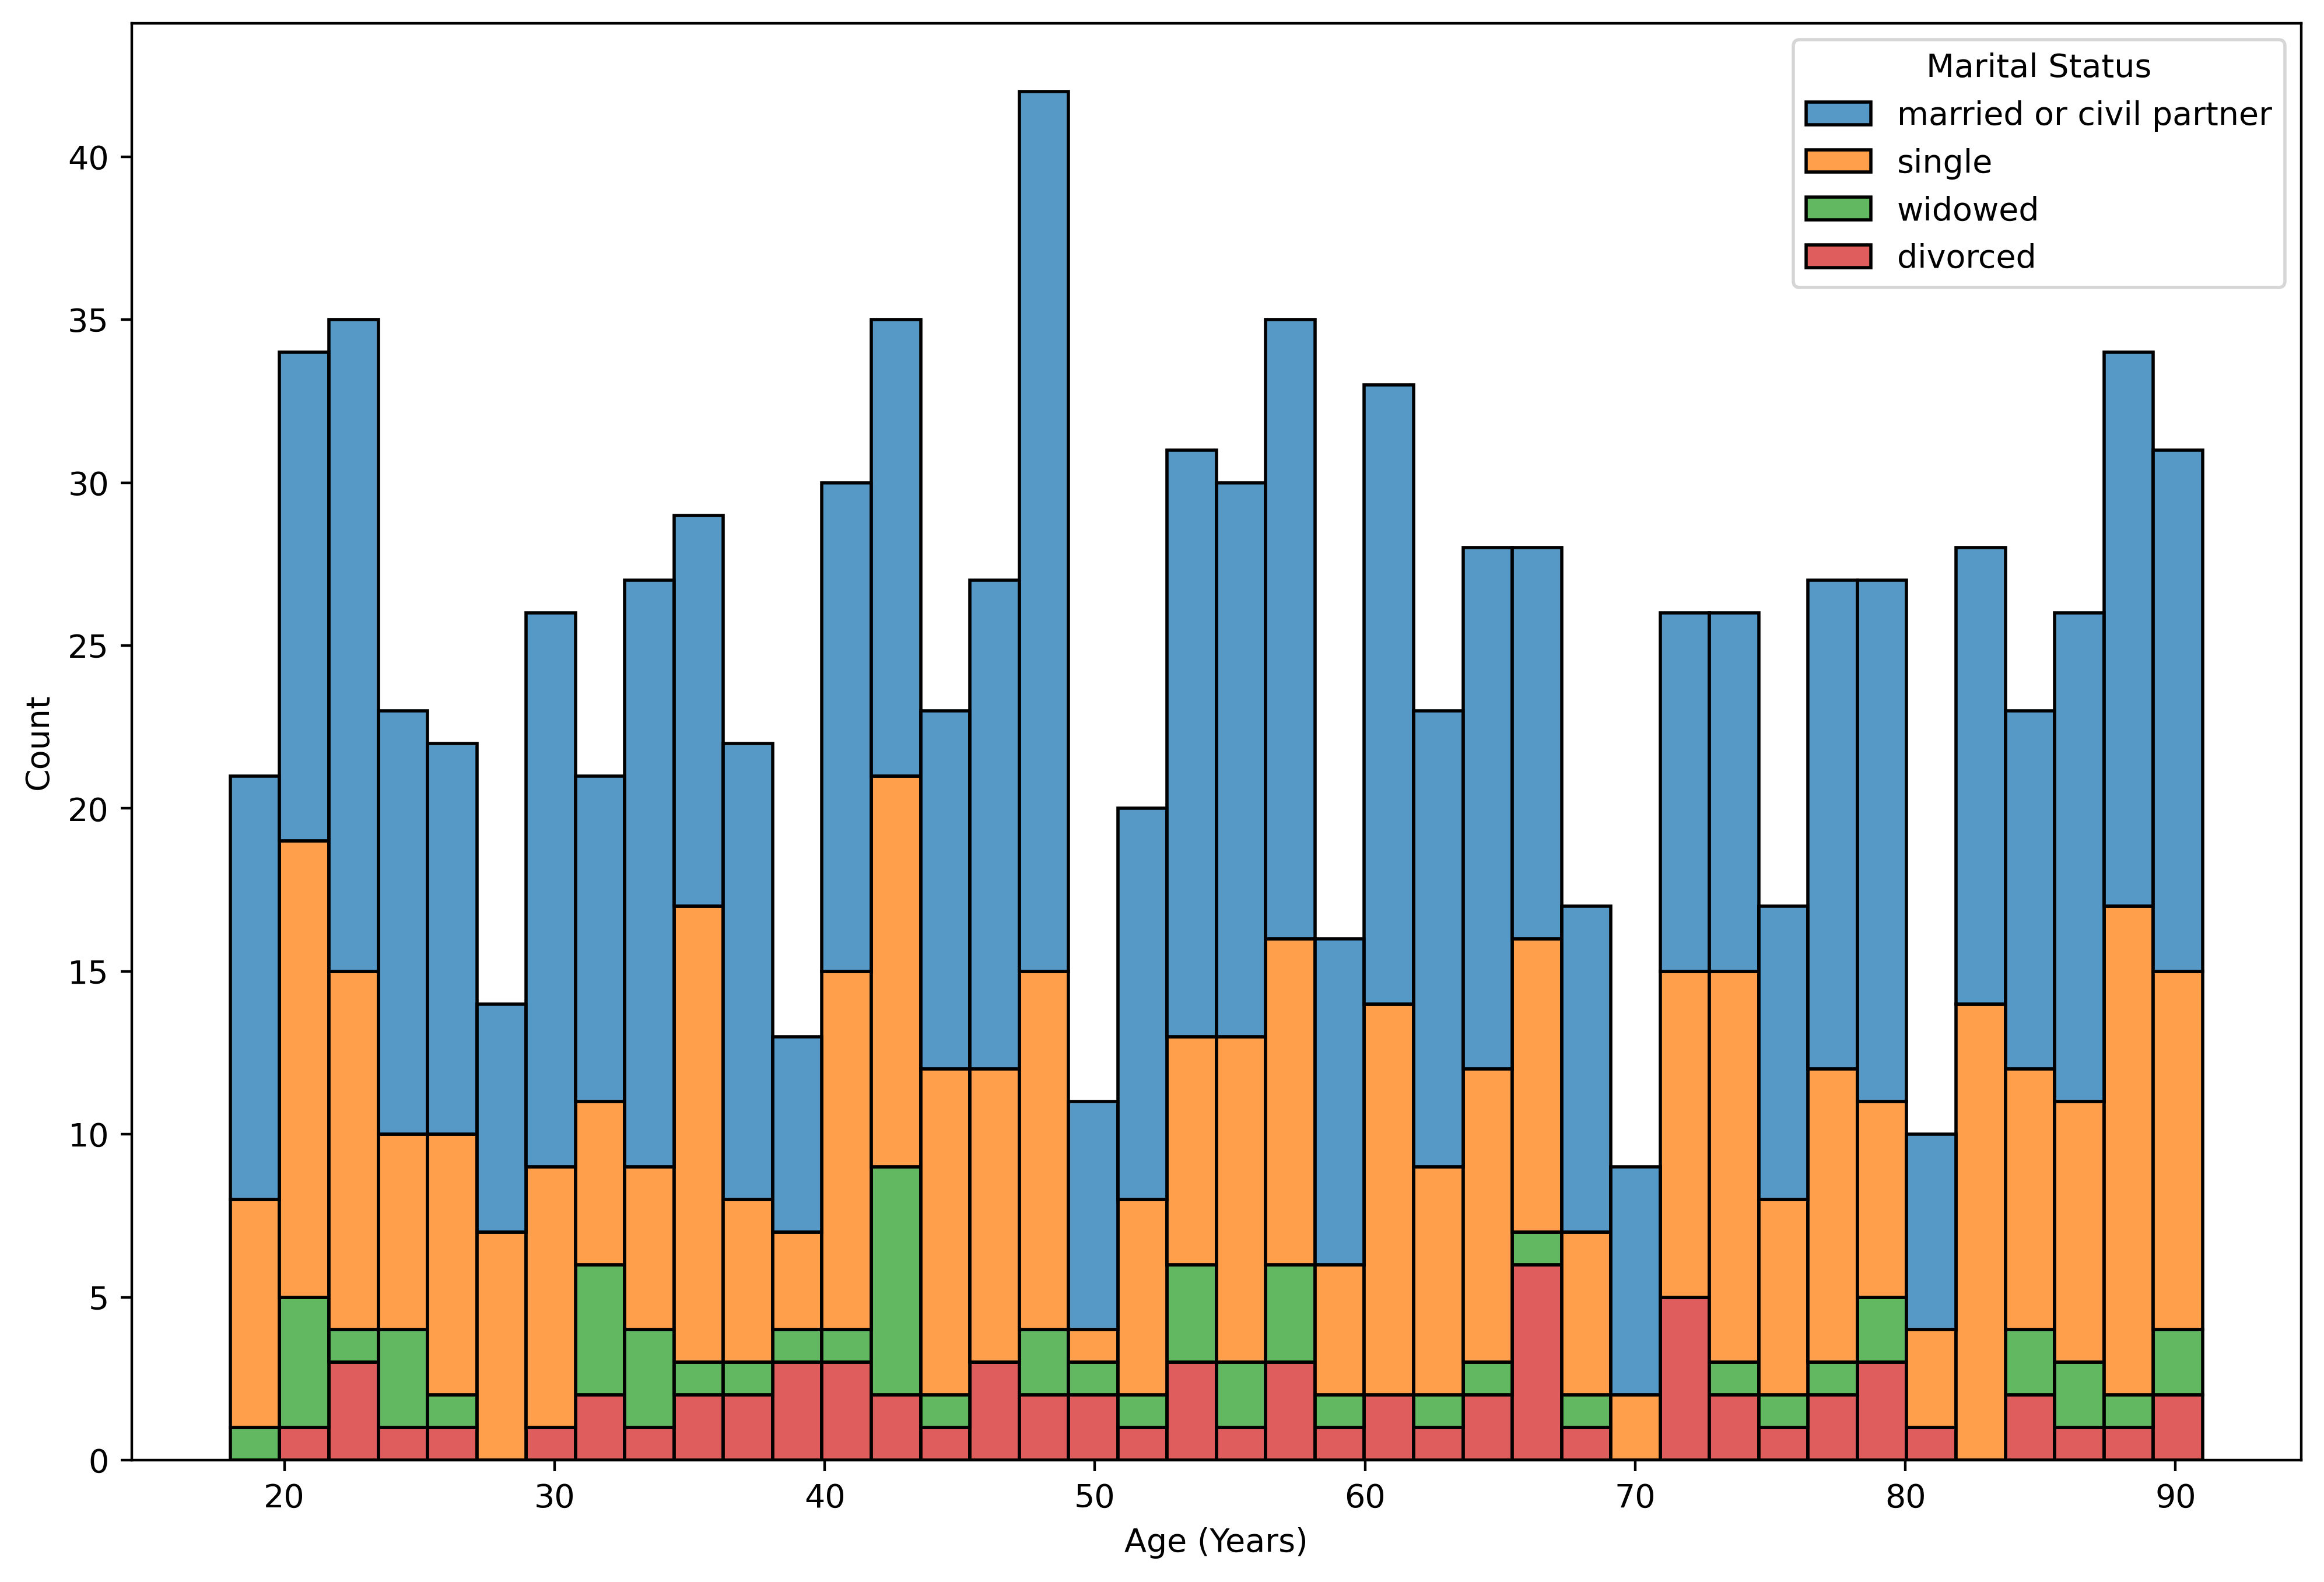 Marital Status
married or civil partner
single
widowed
divorced
40
35
30
25
20
15
10
5
0
Count
20 30 40 50 60 70 80 90
Age (Years)